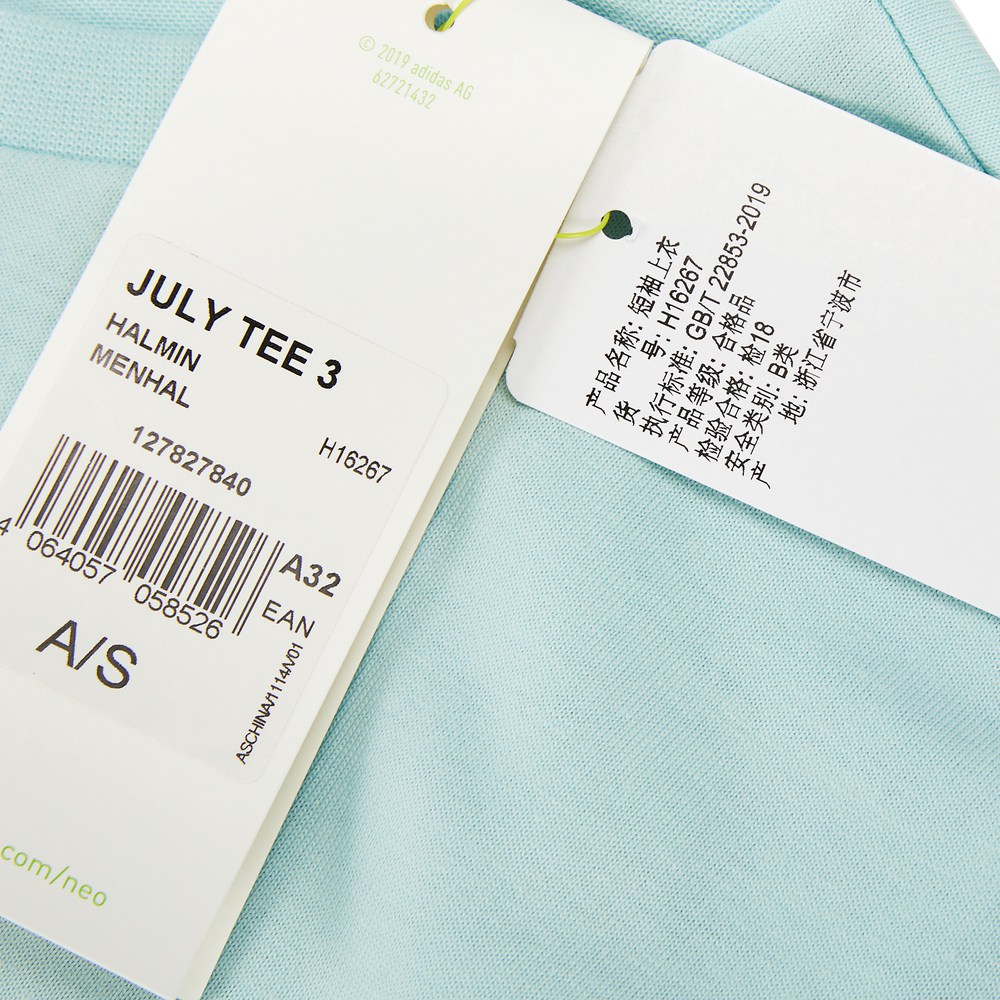 © 2019 adidas AG
62721432
JULY TEE 3
HALMIN
MENHAL
H16267
127827840
4 064057 058526
A32
EAN
A/S
ASCHINA/1114/V01
.com/neo
产品名称: 短袖上衣
货 号: H16267
执行标准: GB/T 22853-2019
产品等级: 合格品
检验合格: 检18
安全类别: B类
产 地: 浙江省宁波市